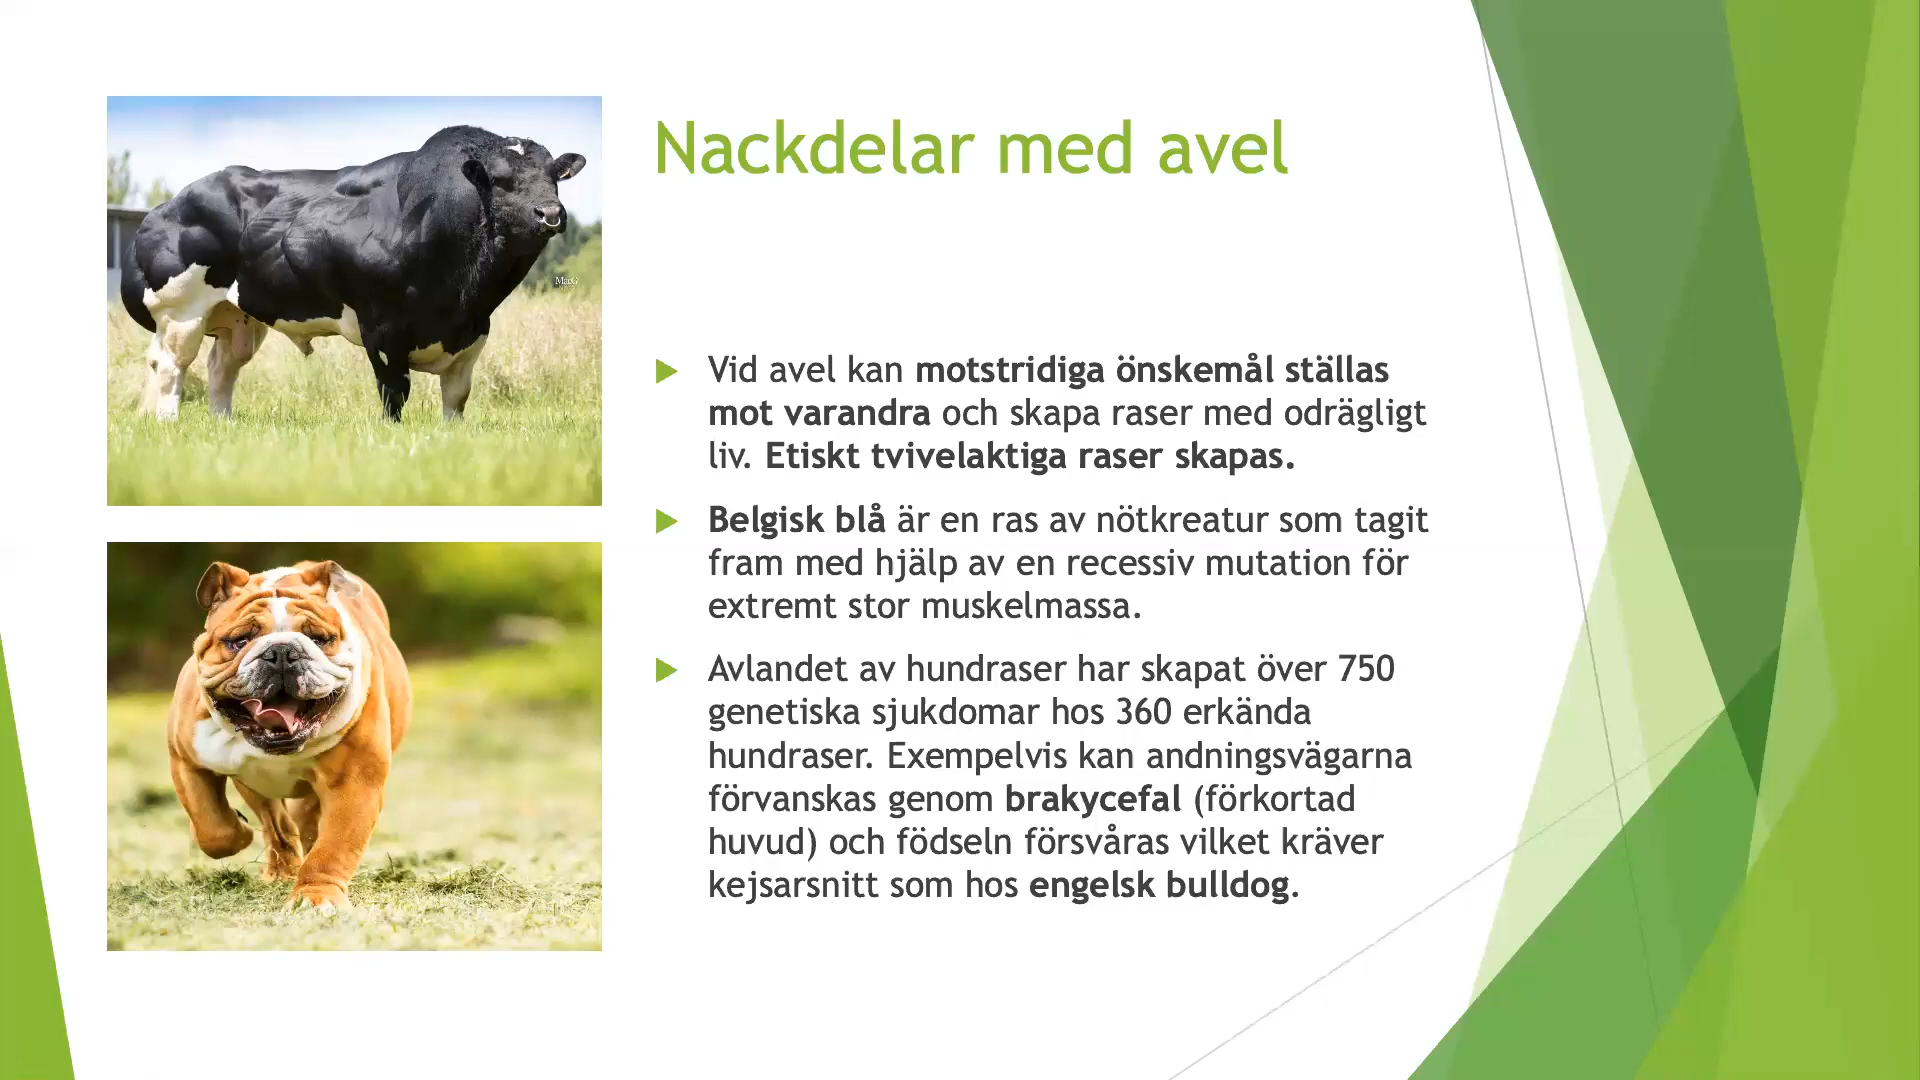 Nackdelar med avel
Vid avel kan motstridiga önskemål ställas
mot varandra och skapa raser med odrägligt
liv. Etiskt tvivelaktiga raser skapas.
Belgisk blå är en ras av nötkreatur som tagit
fram med hjälp av en recessiv mutation för
extremt stor muskelmassa.
Avlandet av hundraser har skapat över 750
genetiska sjukdomar hos 360 erkända
hundraser. Exempelvis kan andningsvägarna
förvanskas genom brakycefal (förkortad
huvud) och födseln försvåras vilket kräver
kejsarsnitt som hos engelsk bulldog.